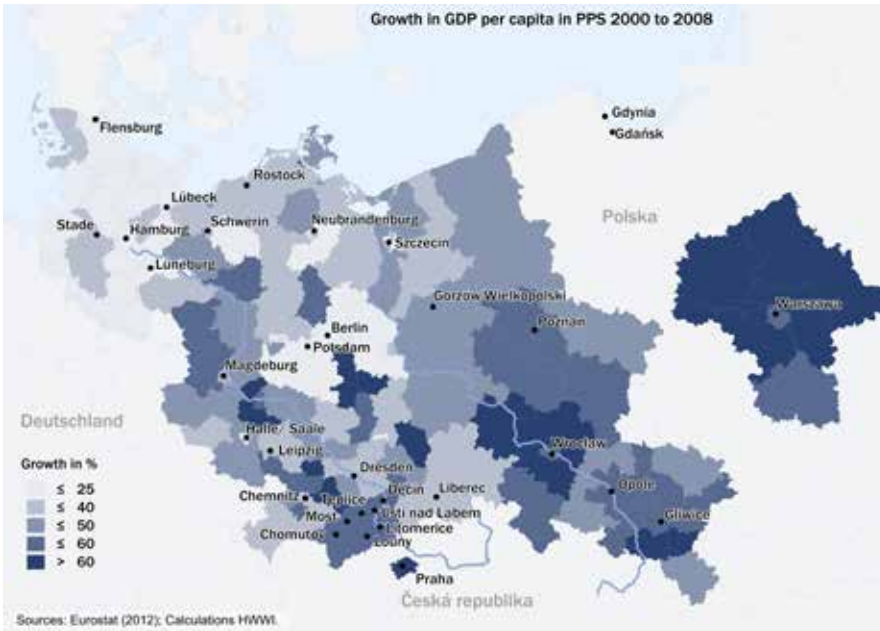 Growth in GDP per capita in PPS 2000 to 2008
Gdynia
Gdańsk
Flensburg
Rostock
Lübeck
Stade
Hamburg
Schwerin
Neubrandenburg
Polska
Szczecin
Lüneburg
Gorzow Wielkopolski
Warszawa
Berlin
Poznan
Potsdam
Magdeburg
Deutschland
Halle/ Saale
Wroclaw
Leipzig
Growth in %
Dresden
Opole
≤ 25
Chemnitz
Teplice
Decin
Liberec
≤ 40
Most
Usti nad Labem
Gliwice
≤ 50
Chomutov
Litomerice
≤ 60
Louny
> 60
Praha
Česká republika
Sources: Eurostat (2012); Calculations HWWI.